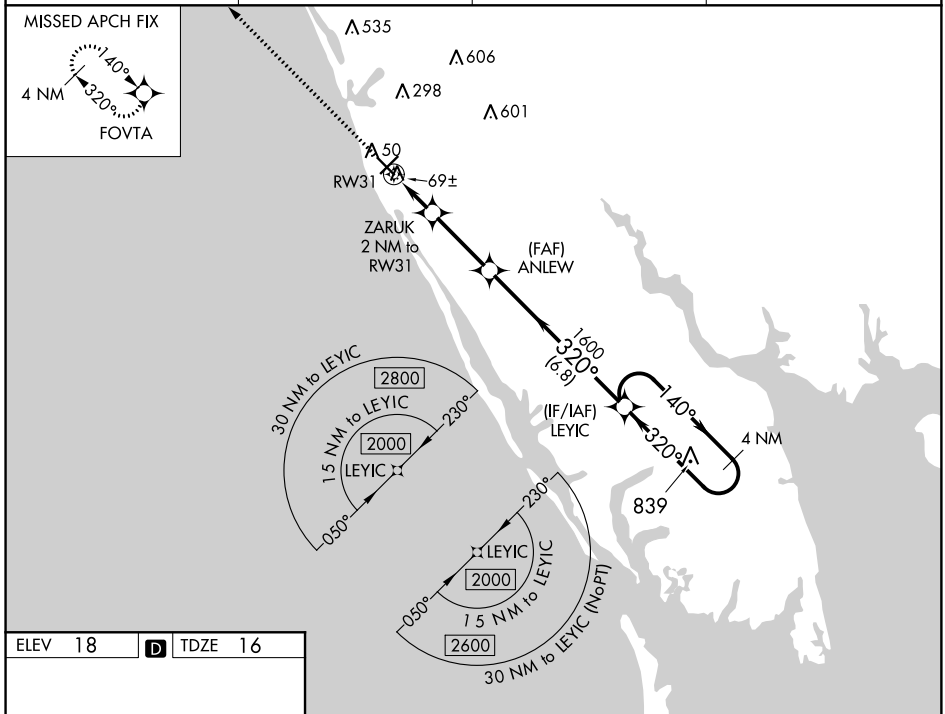 MISSED APCH FIX
140°
4 NM
320°
FOVTA
535
606
298
601
50
RW31
69±
ZARUK
2 NM to
RW31
(FAF)
ANLEW
1600
320°
(6.8)
(IF/IAF)
LEYIC
140°
320°
4 NM
839
30 NM to LEYIC
2800
15 NM to LEYIC
230°
2000
LEYIC
050°
230°
LEYIC
2000
050°
15 NM to LEYIC
2600
30 NM to LEYIC (NoPT)
ELEV 18 D TDZE 16